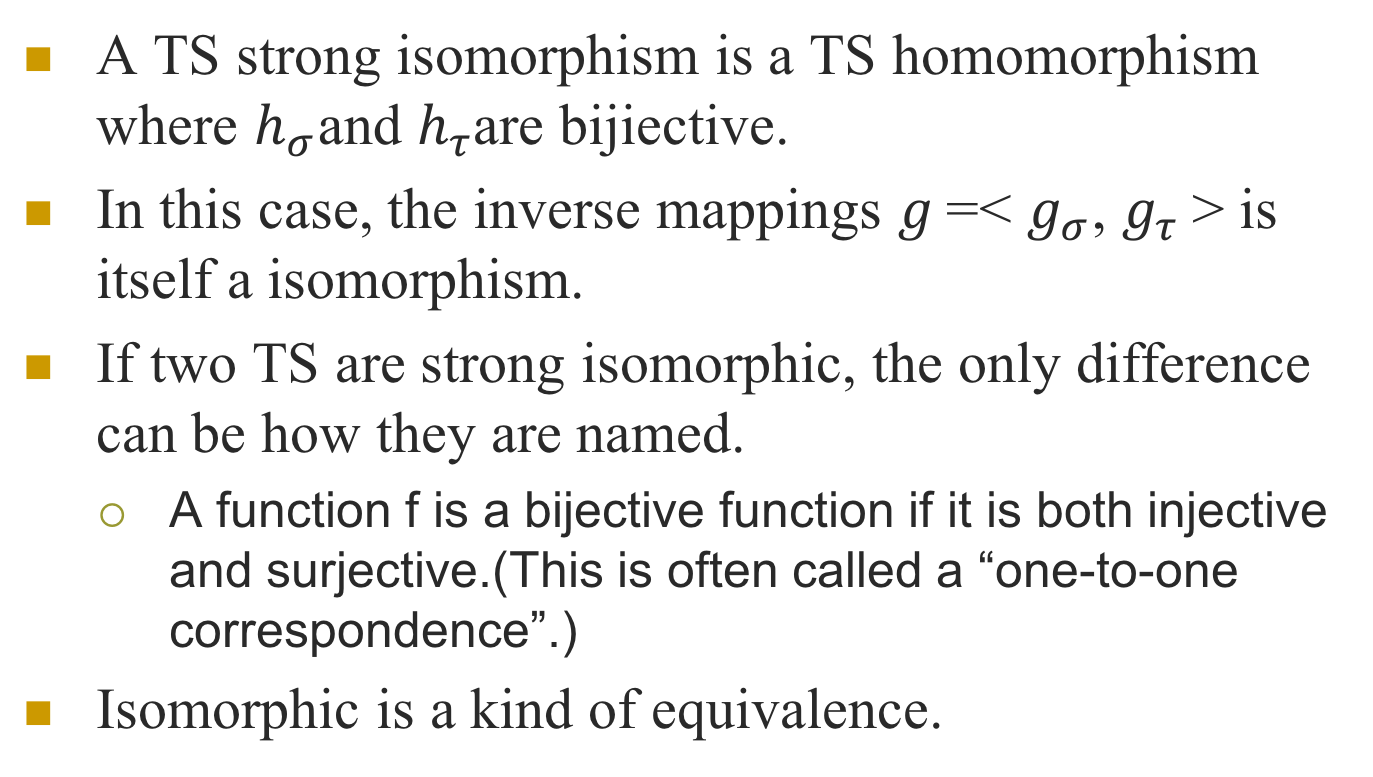 A TS strong isomorphism is a TS homomorphism
where hσ and hτ are bijiective.
In this case, the inverse mappings g =< gσ, gτ > is
itself a isomorphism.
If two TS are strong isomorphic, the only difference
can be how they are named.
A function f is a bijective function if it is both injective
and surjective.(This is often called a “one-to-one
correspondence”.)
Isomorphic is a kind of equivalence.